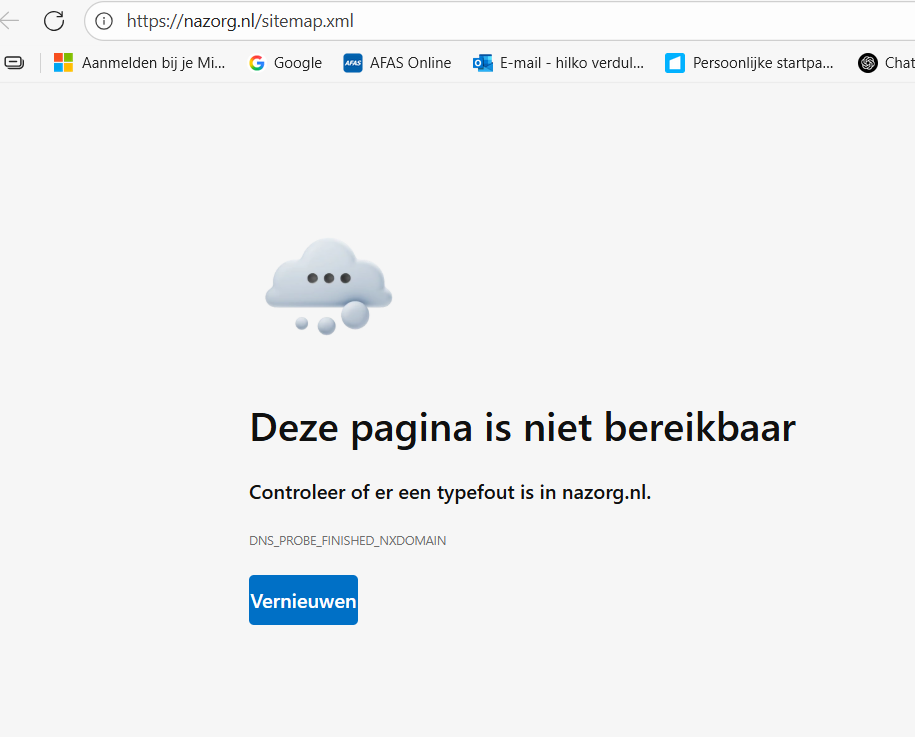 https://nazorg.nl/sitemap.xml
Aanmelden bij je Mi... Google AFAS AFAS Online E-mail - hilko verdul... Persoonlijke startpa... Chat
Deze pagina is niet bereikbaar
Controleer of er een typefout is in nazorg.nl.
DNS_PROBE_FINISHED_NXDOMAIN
Vernieuwen